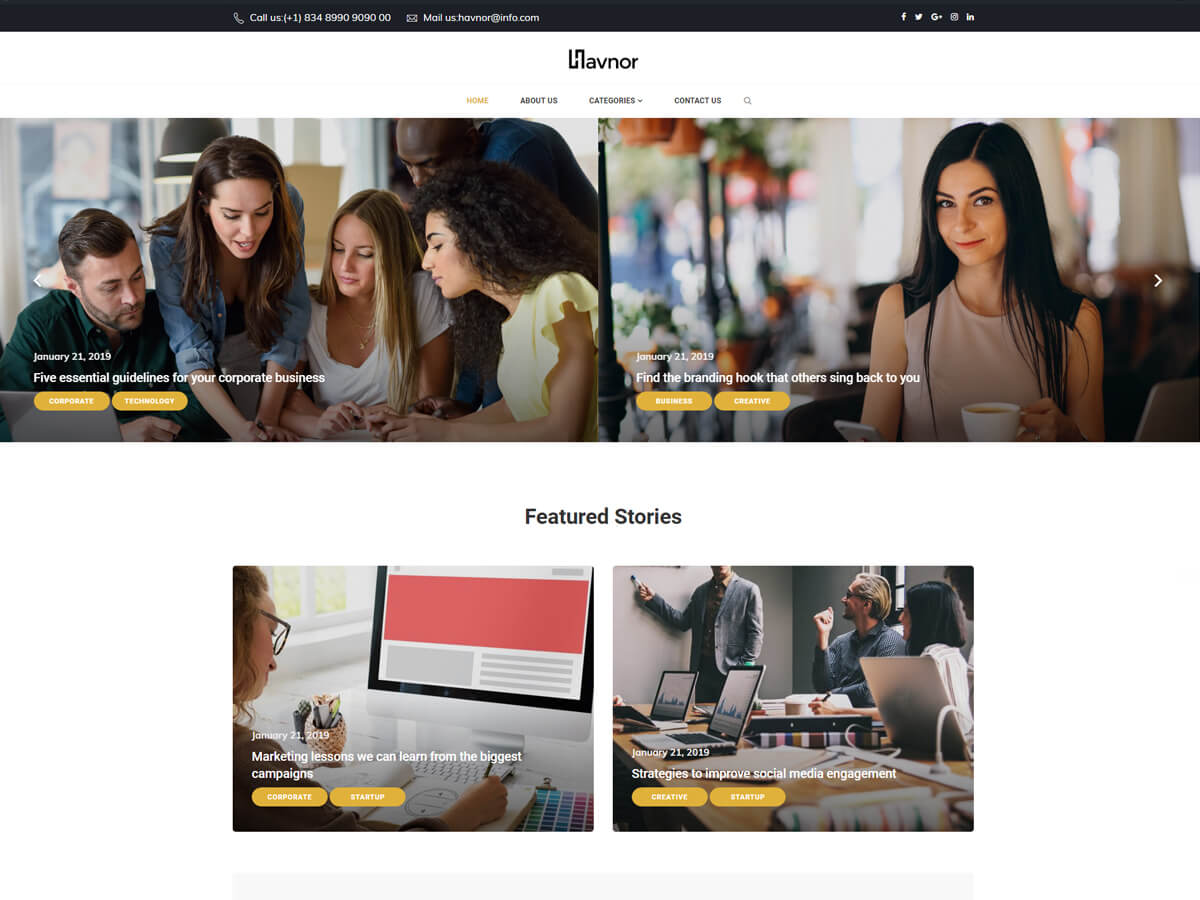 Call us:(+1) 834 8990 9090 00
Mail us:havnor@info.com
Havnor
HOME
ABOUT US
CATEGORIES
CONTACT US
January 21, 2019
Five essential guidelines for your corporate business
CORPORATE
TECHNOLOGY
January 21, 2019
Find the branding hook that others sing back to you
BUSINESS
CREATIVE
Featured Stories
January 21, 2019
Marketing lessons we can learn from the biggest
campaigns
CORPORATE
STARTUP
January 21, 2019
Strategies to improve social media engagement
CREATIVE
STARTUP